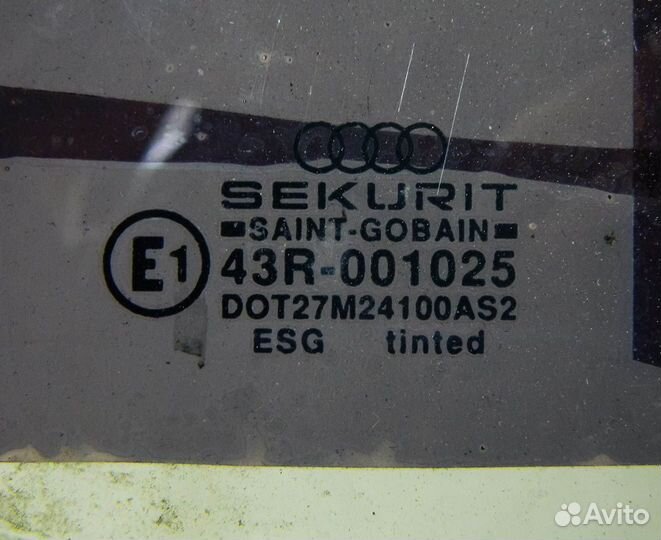 SEKURIT
SAINT-GOBAIN
E1 43R-001025
DOT27M24100AS2
ESG tinted
Avito